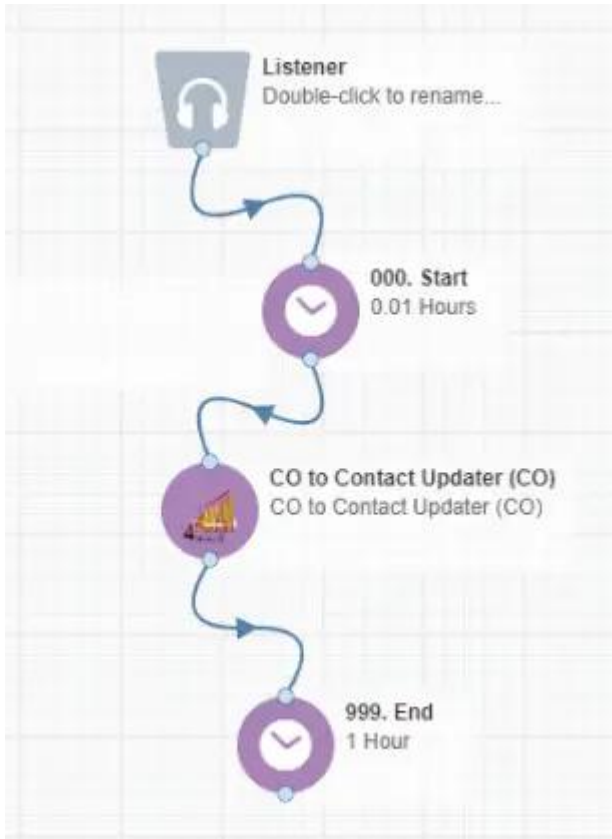 Listener
Double-click to rename...
000. Start
0.01 Hours
CO to Contact Updater (CO)
CO to Contact Updater (CO)
999. End
1 Hour